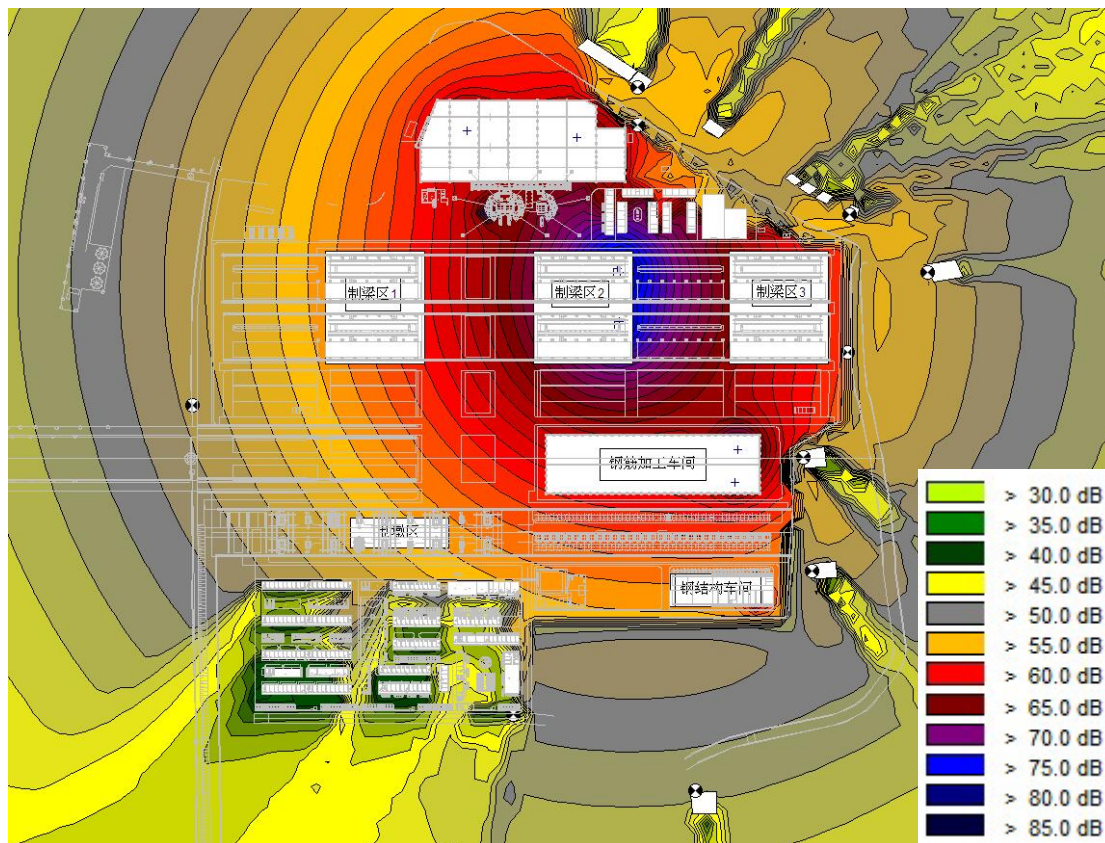 制梁区1
制梁区2
制梁区3
钢筋加工车间
钢结构车间
> 30.0 dB
> 35.0 dB
> 40.0 dB
> 45.0 dB
> 50.0 dB
> 55.0 dB
> 60.0 dB
> 65.0 dB
> 70.0 dB
> 75.0 dB
> 80.0 dB
> 85.0 dB